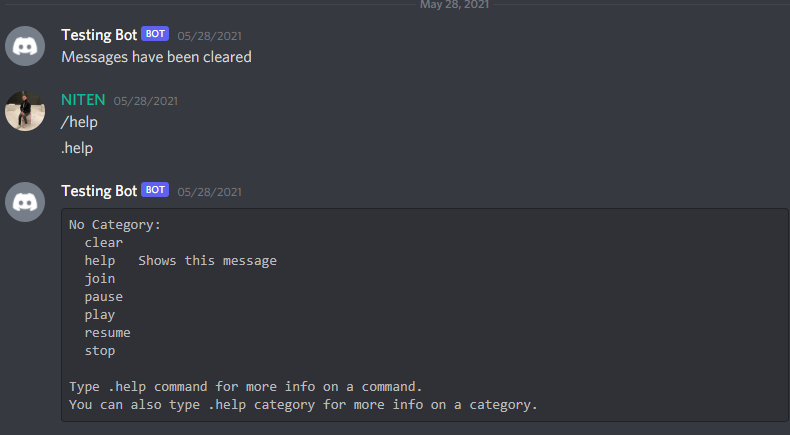 May 28, 2021
Testing Bot BOT 05/28/2021
Messages have been cleared
NITEN 05/28/2021
/help
.help
Testing Bot BOT 05/28/2021
No Category:
  clear
  help   Shows this message
  join
  pause
  play
  resume
  stop
Type .help command for more info on a command.
You can also type .help category for more info on a category.